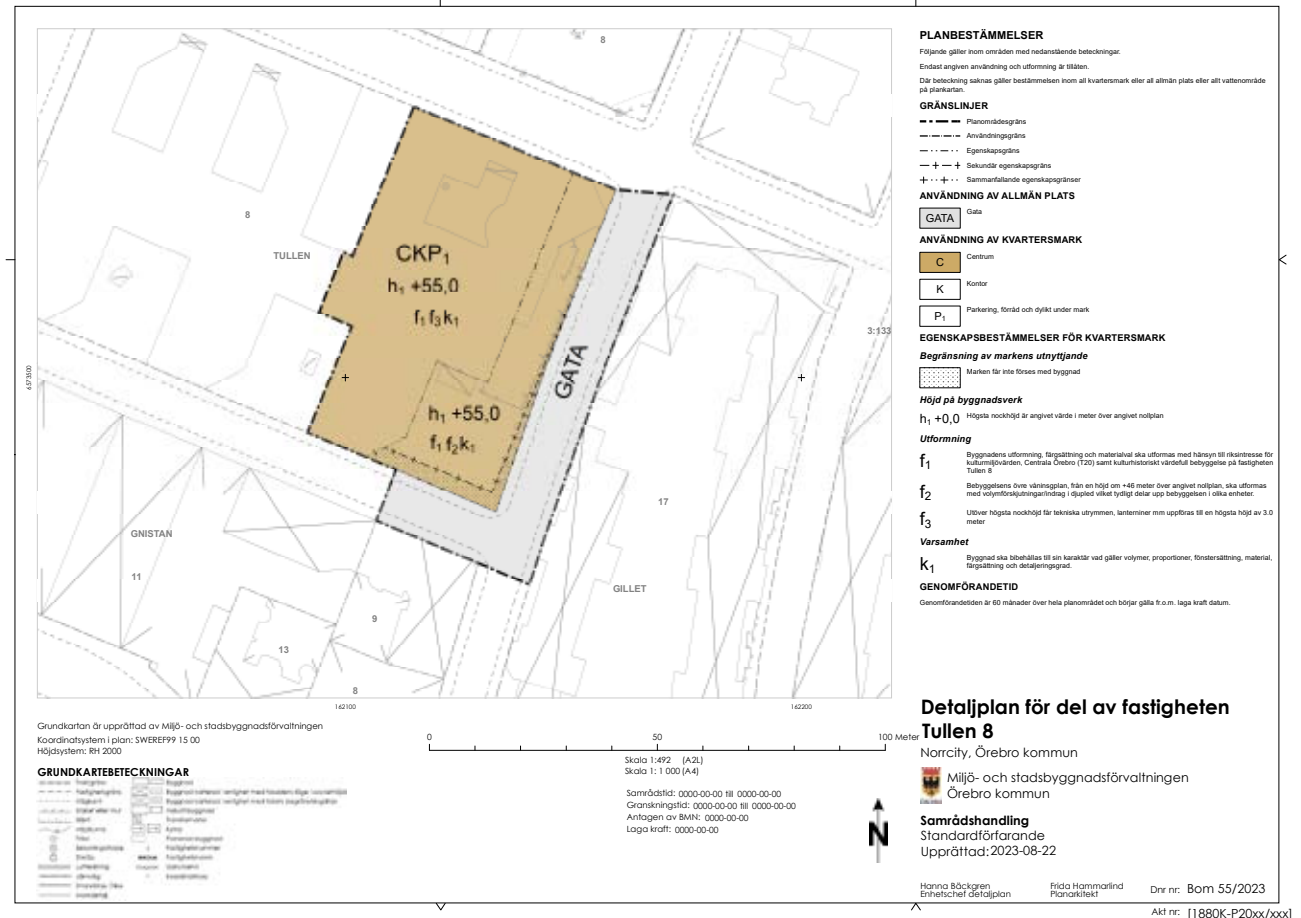 8
8
TULLEN
CKP₁
h₁ +55,0
f₁ f₃ k₁
GATA
h₁ +55,0
f₁ f₂ k₁
3:133
6573500
17
GNISTAN
11
GILLET
9
13
8
162100
162200
PLANBESTÄMMELSER
Följande gäller inom områden med nedanstående beteckningar.
Endast angiven användning och utformning är tillåten.
Där beteckning saknas gäller bestämmelsen inom all kvartersmark eller all allmän plats eller allt vattenområde
på plankartan.
GRÄNSLINJER
Planområdesgräns
Användningsgräns
Egenskapsgräns
Sekundär egenskapsgräns
Sammanfallande egenskapsgränser
ANVÄNDNING AV ALLMÄN PLATS
GATA Gata
ANVÄNDNING AV KVARTERSMARK
C Centrum
K Kontor
P₁ Parkering, förråd och dylikt under mark
EGENSKAPSBESTÄMMELSER FÖR KVARTERSMARK
Begränsning av markens utnyttjande
Marken får inte förses med byggnad
Höjd på byggnadsverk
h₁ +0,0 Högsta nockhöjd är angivet värde i meter över angivet nollplan
Utformning
f₁ Byggnadens utformning, färgsättning och materialval ska utformas med hänsyn till riksintresse för
kulturmiljövården, Centrala Örebro (T20) samt kulturhistoriskt värdefull bebyggelse på fastigheten
Tullen 8
f₂ Bebyggelsens övre våningsplan, från en höjd om +46 meter över angivet nollplan, ska utformas
med volymförskjutningar/indrag i djupled vilket tydligt delar upp bebyggelsen i olika enheter.
f₃ Utöver högsta nockhöjd får tekniska utrymmen, lanterniner mm uppföras till en högsta höjd av 3.0
meter
Varsamhet
k₁ Byggnad ska bibehållas till sin karaktär vad gäller volymer, proportioner, fönstersättning, material,
färgsättning och detaljeringsgrad.
GENOMFÖRANDETID
Genomförandetiden är 60 månader över hela planområdet och börjar gälla fr.o.m. laga kraft datum.
Grundkartan är upprättad av Miljö- och stadsbyggnadsförvaltningen
Koordinatsystem i plan: SWEREF99 15 00
Höjdsystem: RH 2000
GRUNDKARTEBETECKNINGAR
0 50 100 Meter
Skala 1:492 (A2L)
Skala 1: 1 000 (A4)
Samrådstid: 0000-00-00 till 0000-00-00
Granskningstid: 0000-00-00 till 0000-00-00
Antagen av BMN: 0000-00-00
Laga kraft: 0000-00-00
N
Detaljplan för del av fastigheten
Tullen 8
Norrcity, Örebro kommun
Miljö- och stadsbyggnadsförvaltningen
Örebro kommun
Samrådshandling
Standardförfarande
Upprättad: 2023-08-22
Hanna Bäckgren
Enhetschef detaljplan
Frida Hammarlind
Planarkitekt
Dnr nr: Bom 55/2023
Akt nr: [1880K-P20xx/xxx]